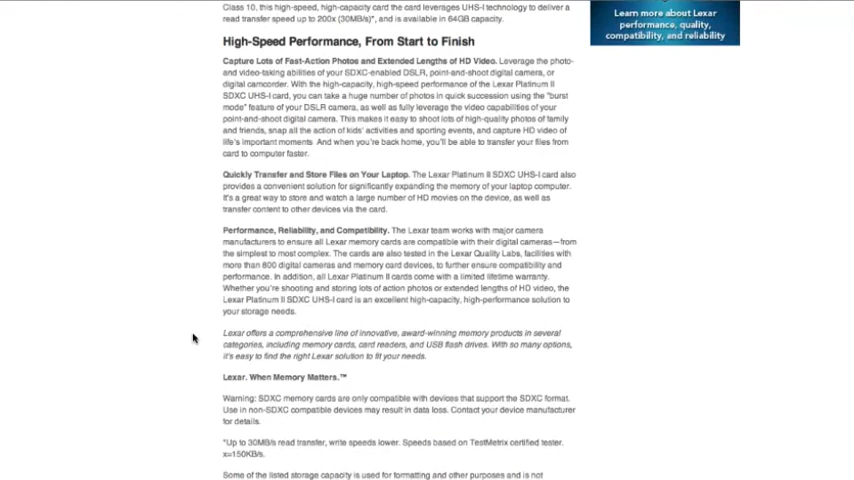 Class 10, this high-speed, high-capacity card the card leverages UHS-I technology to deliver a
read transfer speed up to 200x (30MB/s)*, and is available in 64GB capacity.
Learn more about Lexar
performance, quality,
compatibility, and reliability
High-Speed Performance, From Start to Finish
Capture Lots of Fast-Action Photos and Extended Lengths of HD Video. Leverage the photo-
and video-taking abilities of your SDXC-enabled DSLR, point-and-shoot digital camera, or
digital camcorder. With the high-capacity, high-speed performance of the Lexar Platinum II
SDXC UHS-I card, you can take a huge number of photos in quick succession using the "burst
mode" feature of your DSLR camera, as well as fully leverage the video capabilities of your
point-and-shoot digital camera. This makes it easy to shoot lots of high-quality photos of family
and friends, snap all the action of kids' activities and sporting events, and capture HD video of
life's important moments And when you're back home, you'll be able to transfer your files from
card to computer faster.
Quickly Transfer and Store Files on Your Laptop. The Lexar Platinum II SDXC UHS-I card also
provides a convenient solution for significantly expanding the memory of your laptop computer.
It's a great way to store and watch a large number of HD movies on the device, as well as
transfer content to other devices via the card.
Performance, Reliability, and Compatibility. The Lexar team works with major camera
manufacturers to ensure all Lexar memory cards are compatible with their digital cameras—from
the simplest to most complex. The cards are also tested in the Lexar Quality Labs, facilities with
more than 800 digital cameras and memory card devices, to further ensure compatibility and
performance. In addition, all Lexar Platinum II cards come with a limited lifetime warranty.
Whether you're shooting and storing lots of action photos or extended lengths of HD video, the
Lexar Platinum II SDXC UHS-I card is an excellent high-capacity, high-performance solution to
your storage needs.
Lexar offers a comprehensive line of innovative, award-winning memory products in several
categories, including memory cards, card readers, and USB flash drives. With so many options,
it's easy to find the right Lexar solution to fit your needs.
Lexar. When Memory Matters.™
Warning: SDXC memory cards are only compatible with devices that support the SDXC format.
Use in non-SDXC compatible devices may result in data loss. Contact your device manufacturer
for details.
*Up to 30MB/s read transfer, write speeds lower. Speeds based on TestMetrix certified tester.
x=150KB/s.
Some of the listed storage capacity is used for formatting and other purposes and is not